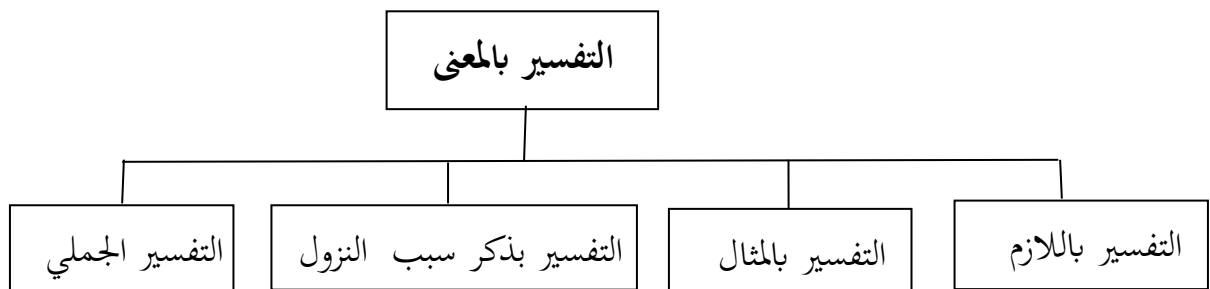 التفسير بالمعنى
التفسير باللازم
التفسير بالمثال
التفسير بذكر سبب النزول
التفسير الجملي